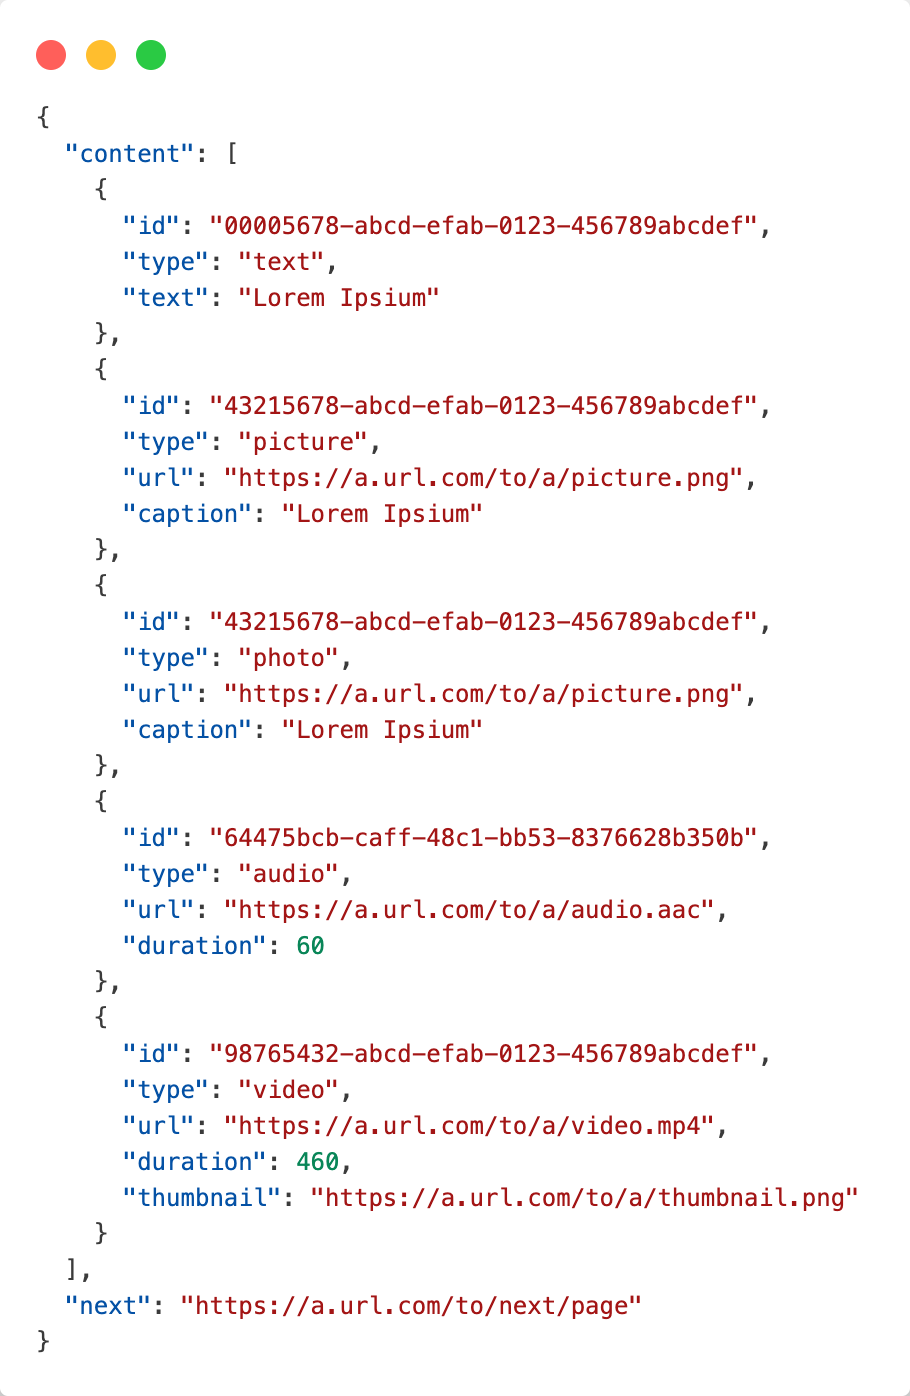 {
  "content": [
    {
      "id": "00005678-abcd-efab-0123-456789abcdef",
      "type": "text",
      "text": "Lorem Ipsium"
    },
    {
      "id": "43215678-abcd-efab-0123-456789abcdef",
      "type": "picture",
      "url": "https://a.url.com/to/a/picture.png",
      "caption": "Lorem Ipsium"
    },
    {
      "id": "43215678-abcd-efab-0123-456789abcdef",
      "type": "photo",
      "url": "https://a.url.com/to/a/picture.png",
      "caption": "Lorem Ipsium"
    },
    {
      "id": "64475bcb-caff-48c1-bb53-8376628b350b",
      "type": "audio",
      "url": "https://a.url.com/to/a/audio.aac",
      "duration": 60
    },
    {
      "id": "98765432-abcd-efab-0123-456789abcdef",
      "type": "video",
      "url": "https://a.url.com/to/a/video.mp4",
      "duration": 460,
      "thumbnail": "https://a.url.com/to/a/thumbnail.png"
    }
  ],
  "next": "https://a.url.com/to/next/page"
}